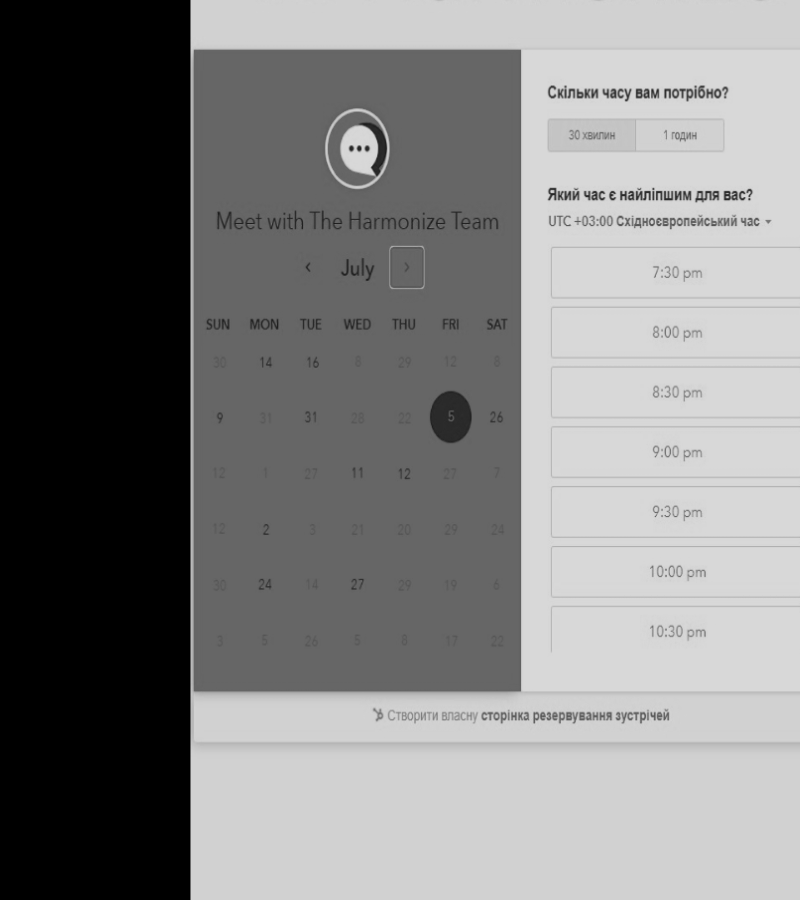 Meet with The Harmonize Team
July
SUN MON TUE WED THU FRI SAT
30 14 16 8 29 12 8
9 31 31 28 22 5 26
12 1 27 11 12 27 7
12 2 3 21 20 29 24
30 24 14 27 29 19 6
3 5 26 5 8 17 22
Скільки часу вам потрібно?
30 хвилин 1 годин
Який час є найліпшим для вас?
UTC +03:00 Східноєвропейський час
7:30 pm
8:00 pm
8:30 pm
9:00 pm
9:30 pm
10:00 pm
10:30 pm
Створити власну сторінка резервування зустрічей